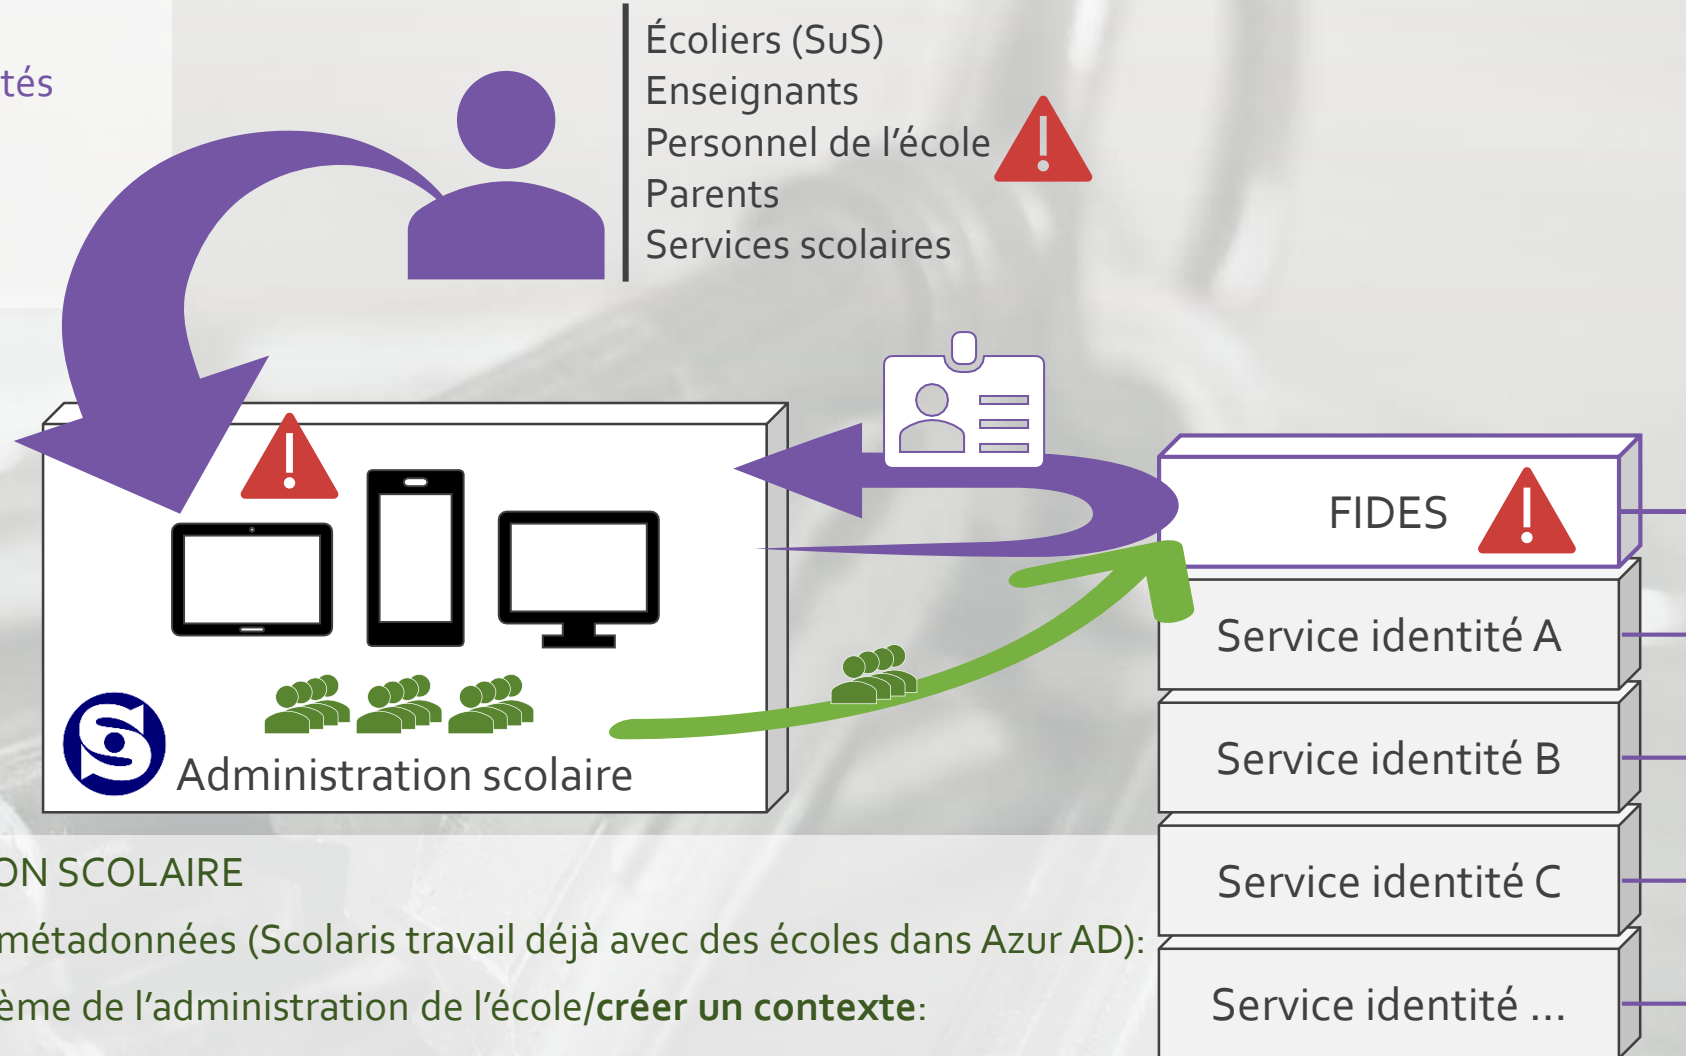 tés
Écoliers (SuS)
Enseignants
Personnel de l’école
Parents
Services scolaires
FIDES
Service identité A
Service identité B
Administration scolaire
Service identité C
ON SCOLAIRE
métadonnées (Scolaris travail déjà avec des écoles dans Azur AD):
ème de l’administration de l’école/créer un contexte:
Service identité ...